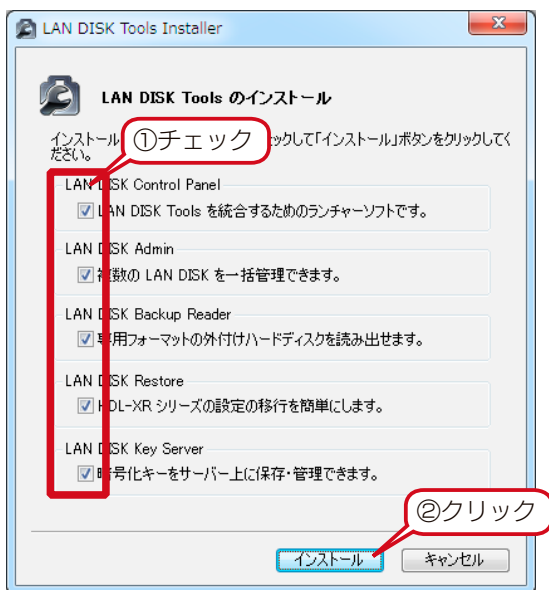 LAN DISK Tools Installer
LAN DISK Tools のインストール
インストール
①チェック
ックして「インストール」ボタンをクリックしてく
ださい。
LAN DISK Control Panel
LAN DISK Tools を統合するためのランチャーソフトです。
LAN DISK Admin
複数の LAN DISK を一括管理できます。
LAN DISK Backup Reader
専用フォーマットの外付けハードディスクを読み出せます。
LAN DISK Restore
HDL-XR シリーズの設定の移行を簡単にします。
LAN DISK Key Server
暗号化キーをサーバー上に保存・管理できます。
②クリック
インストール
キャンセル